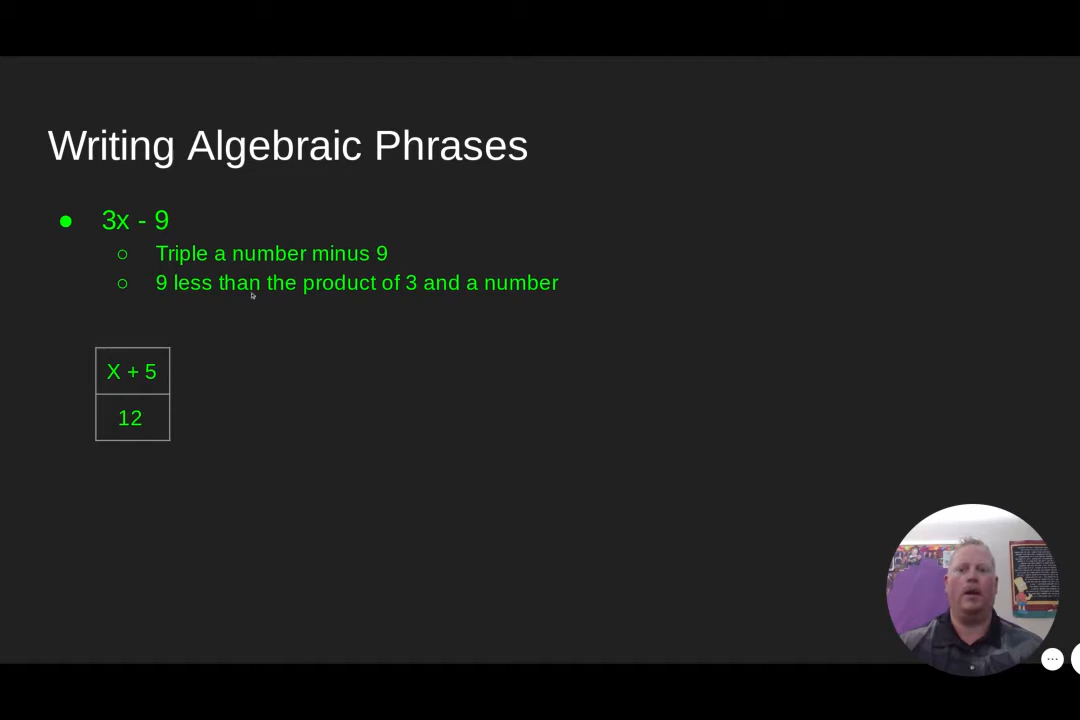 Writing Algebraic Phrases
● 3x - 9
○ Triple a number minus 9
○ 9 less than the product of 3 and a number
X + 5
12